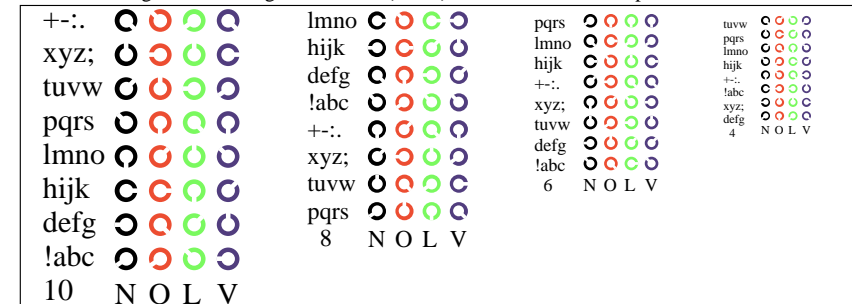 +-:.
xyz;
tuvw
pqrs
lmno
hijk
defg
!abc
10 N O L V
lmno
hijk
defg
!abc
+-:.
xyz;
tuvw
pqrs
8 N O L V
pqrs
lmno
hijk
+-:.
xyz;
tuvw
defg
!abc
6 N O L V
tuvw
pqrs
lmno
hijk
+-:.
!abc
xyz;
defg
4 N O L V